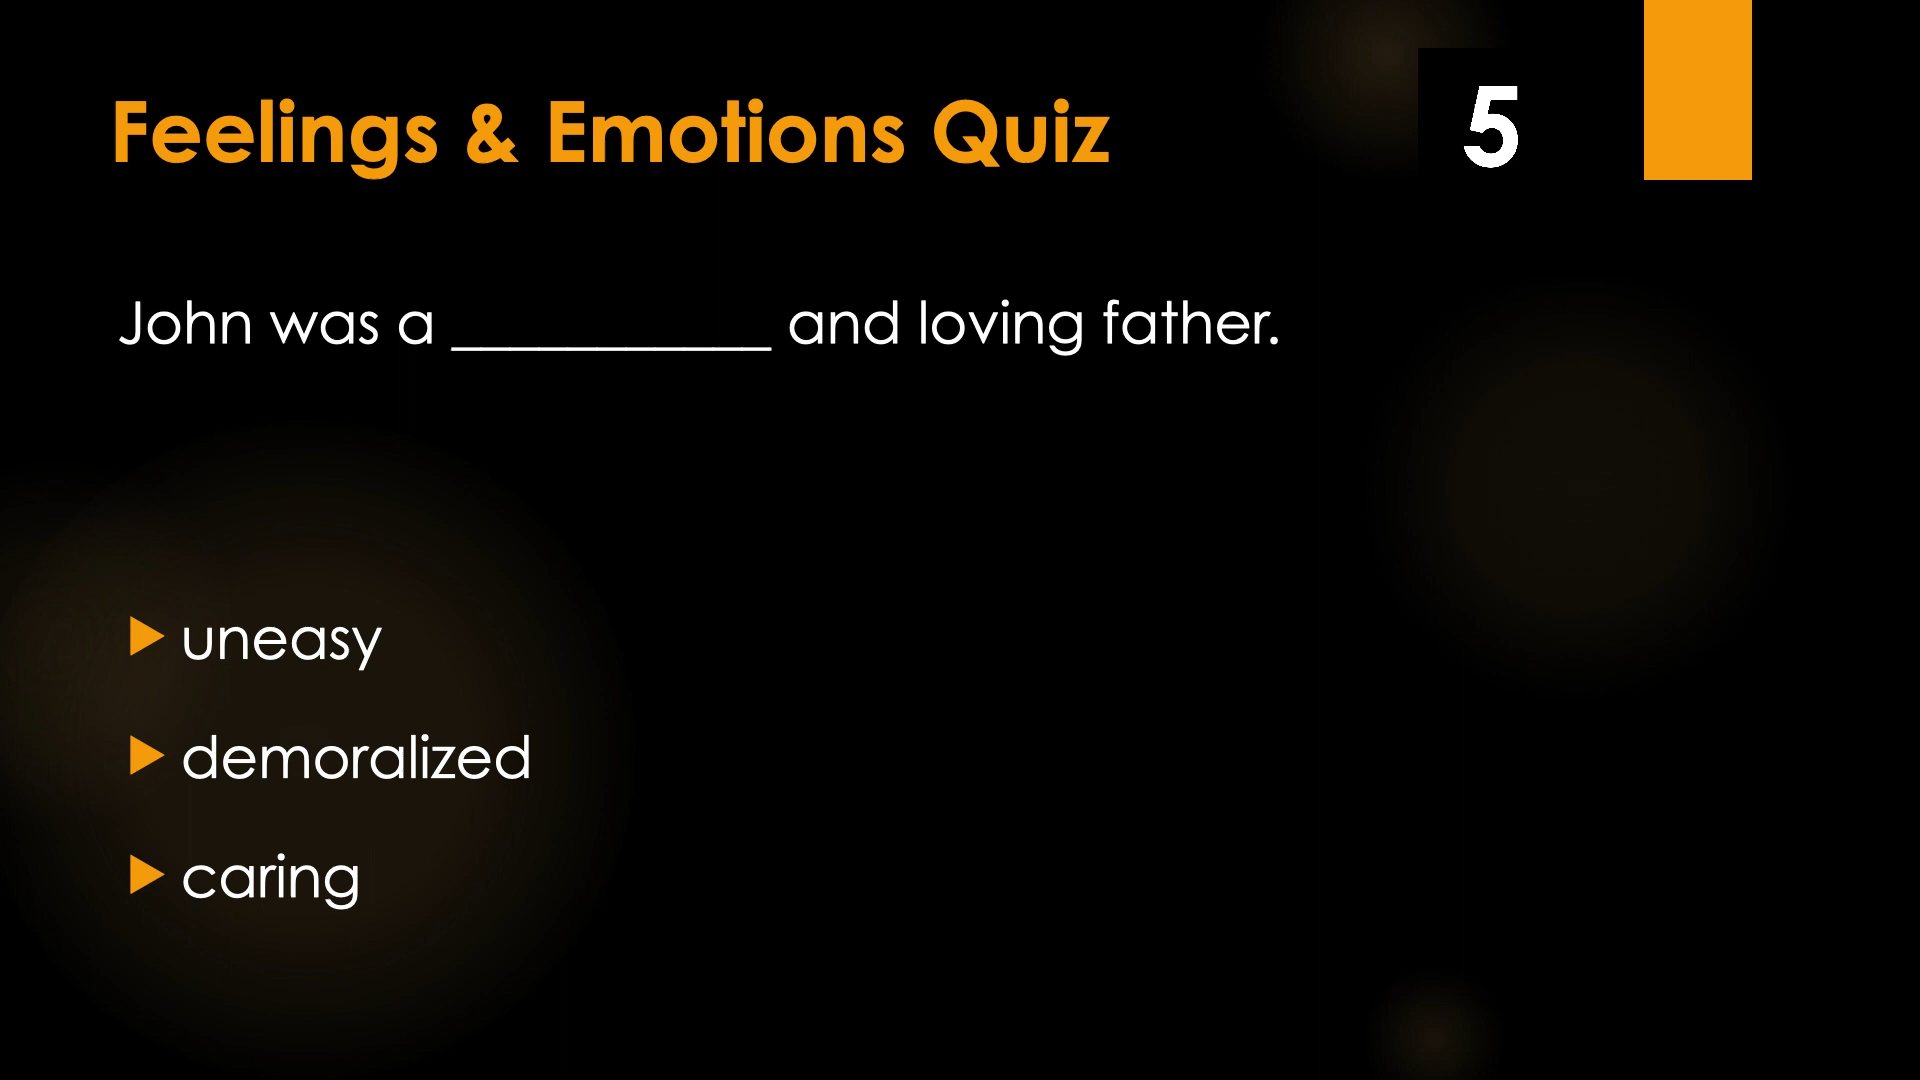 Feelings & Emotions Quiz
5
John was a ___________ and loving father.
uneasy
demoralized
caring